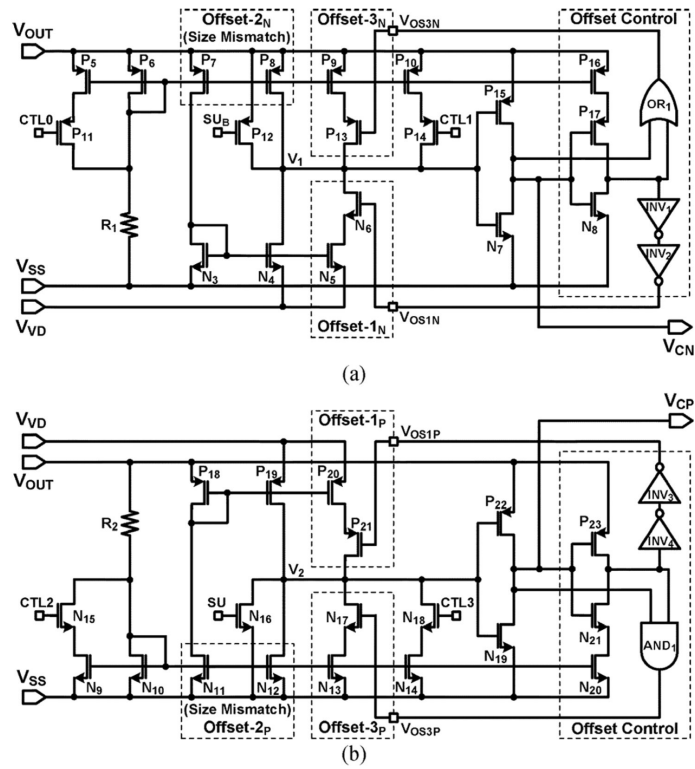 Offset-2N Offset-3N VOS3N Offset Control
VOUT (Size Mismatch)
P5 P6 P7 P8 P9 P10 P15 P16
CTL0 P11 SUB P12 P13 P14 CTL1 P17 OR1
V1
R1 N6 N7 N8 INV1
N3 N4 N5 INV2
VSS
VVD Offset-1N VOS1N
VCN
(a)
VCP
VVD Offset-1P VOS1P
VOUT
P18 P19 P20 P22 INV3
R2 P21 P23 INV4
V2
CTL2 N15 SU N16 N17 N18 CTL3 N19 N21 AND1
VSS N9 N10 N11 N12 N13 N14 N20
(Size Mismatch)
Offset-2P Offset-3P VOS3P Offset Control
(b)